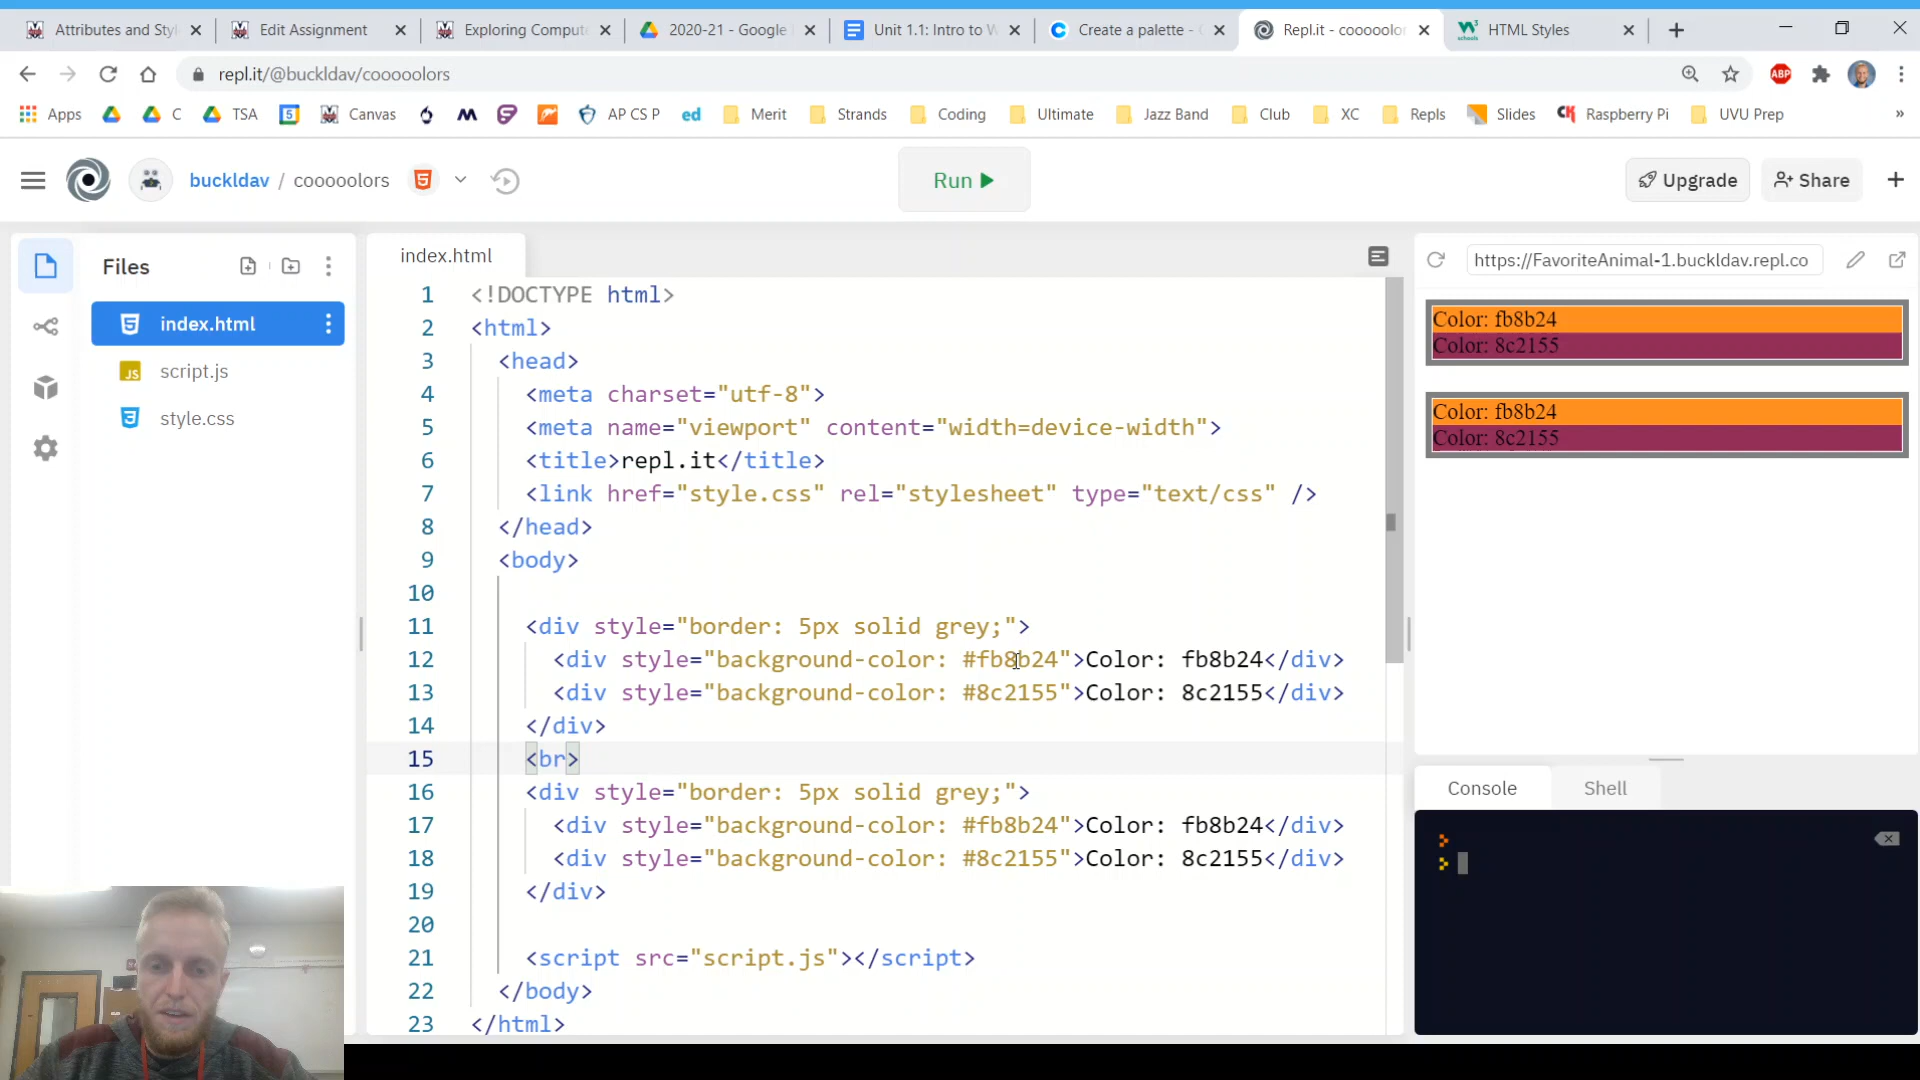 Attributes and Sty
Edit Assignment
Exploring Compute
2020-21 - Google
Unit 1.1: Intro to W
Create a palette -
Repl.it - cooooolor
HTML Styles
repl.it/@buckldav/cooooolors
ABP
Apps
C
TSA
Canvas
AP CS P
ed
Merit
Strands
Coding
Ultimate
Jazz Band
Club
XC
Repls
Slides
Raspberry Pi
UVU Prep
»
buckldav / cooooolors
Run
Upgrade
Share
Files
index.html
script.js
style.css
index.html
1 <!DOCTYPE html>
2 <html>
3 <head>
4 <meta charset="utf-8">
5 <meta name="viewport" content="width=device-width">
6 <title>repl.it</title>
7 <link href="style.css" rel="stylesheet" type="text/css" />
8 </head>
9 <body>
10
11 <div style="border: 5px solid grey;">
12 <div style="background-color: #fb8b24">Color: fb8b24</div>
13 <div style="background-color: #8c2155">Color: 8c2155</div>
14 </div>
15 <br>
16 <div style="border: 5px solid grey;">
17 <div style="background-color: #fb8b24">Color: fb8b24</div>
18 <div style="background-color: #8c2155">Color: 8c2155</div>
19 </div>
20
21 <script src="script.js"></script>
22 </body>
23 </html>
https://FavoriteAnimal-1.buckldav.repl.co
Color: fb8b24
Color: 8c2155
Color: fb8b24
Color: 8c2155
Console
Shell